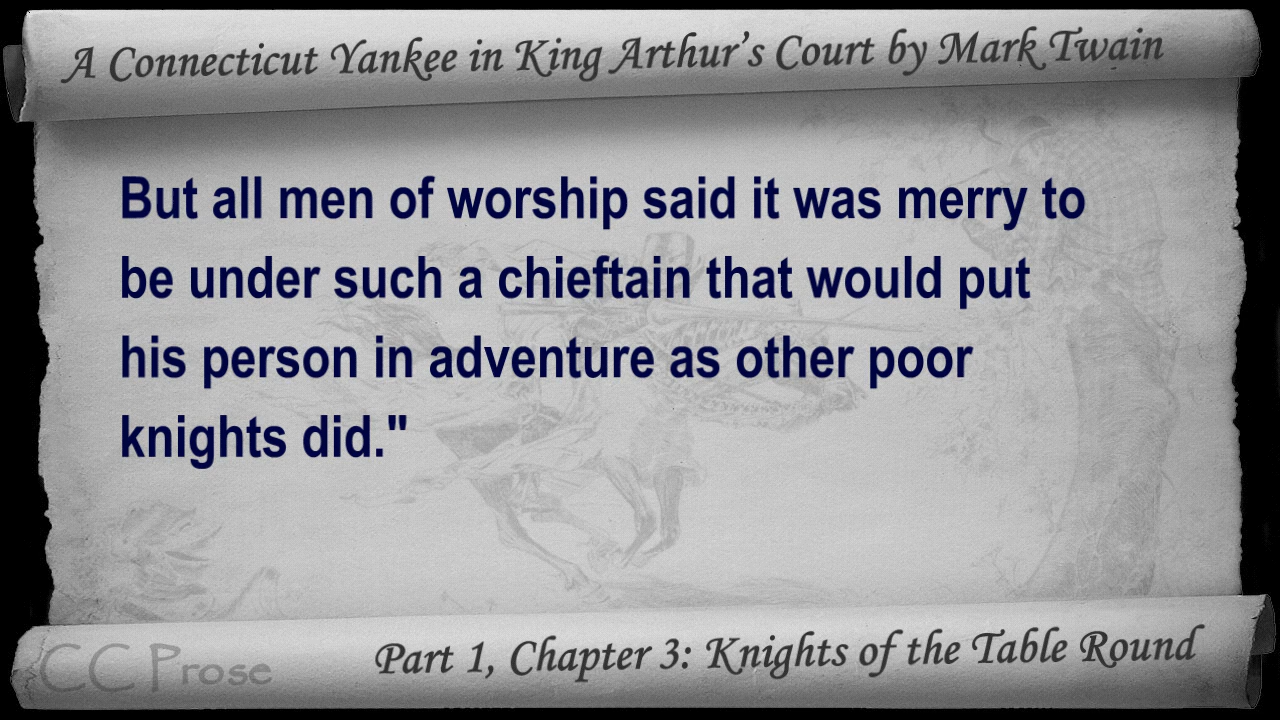 A Connecticut Yankee in King Arthur's Court by Mark Twain
But all men of worship said it was merry to
be under such a chieftain that would put
his person in adventure as other poor
knights did."
CC Prose
Part 1, Chapter 3: Knights of the Table Round